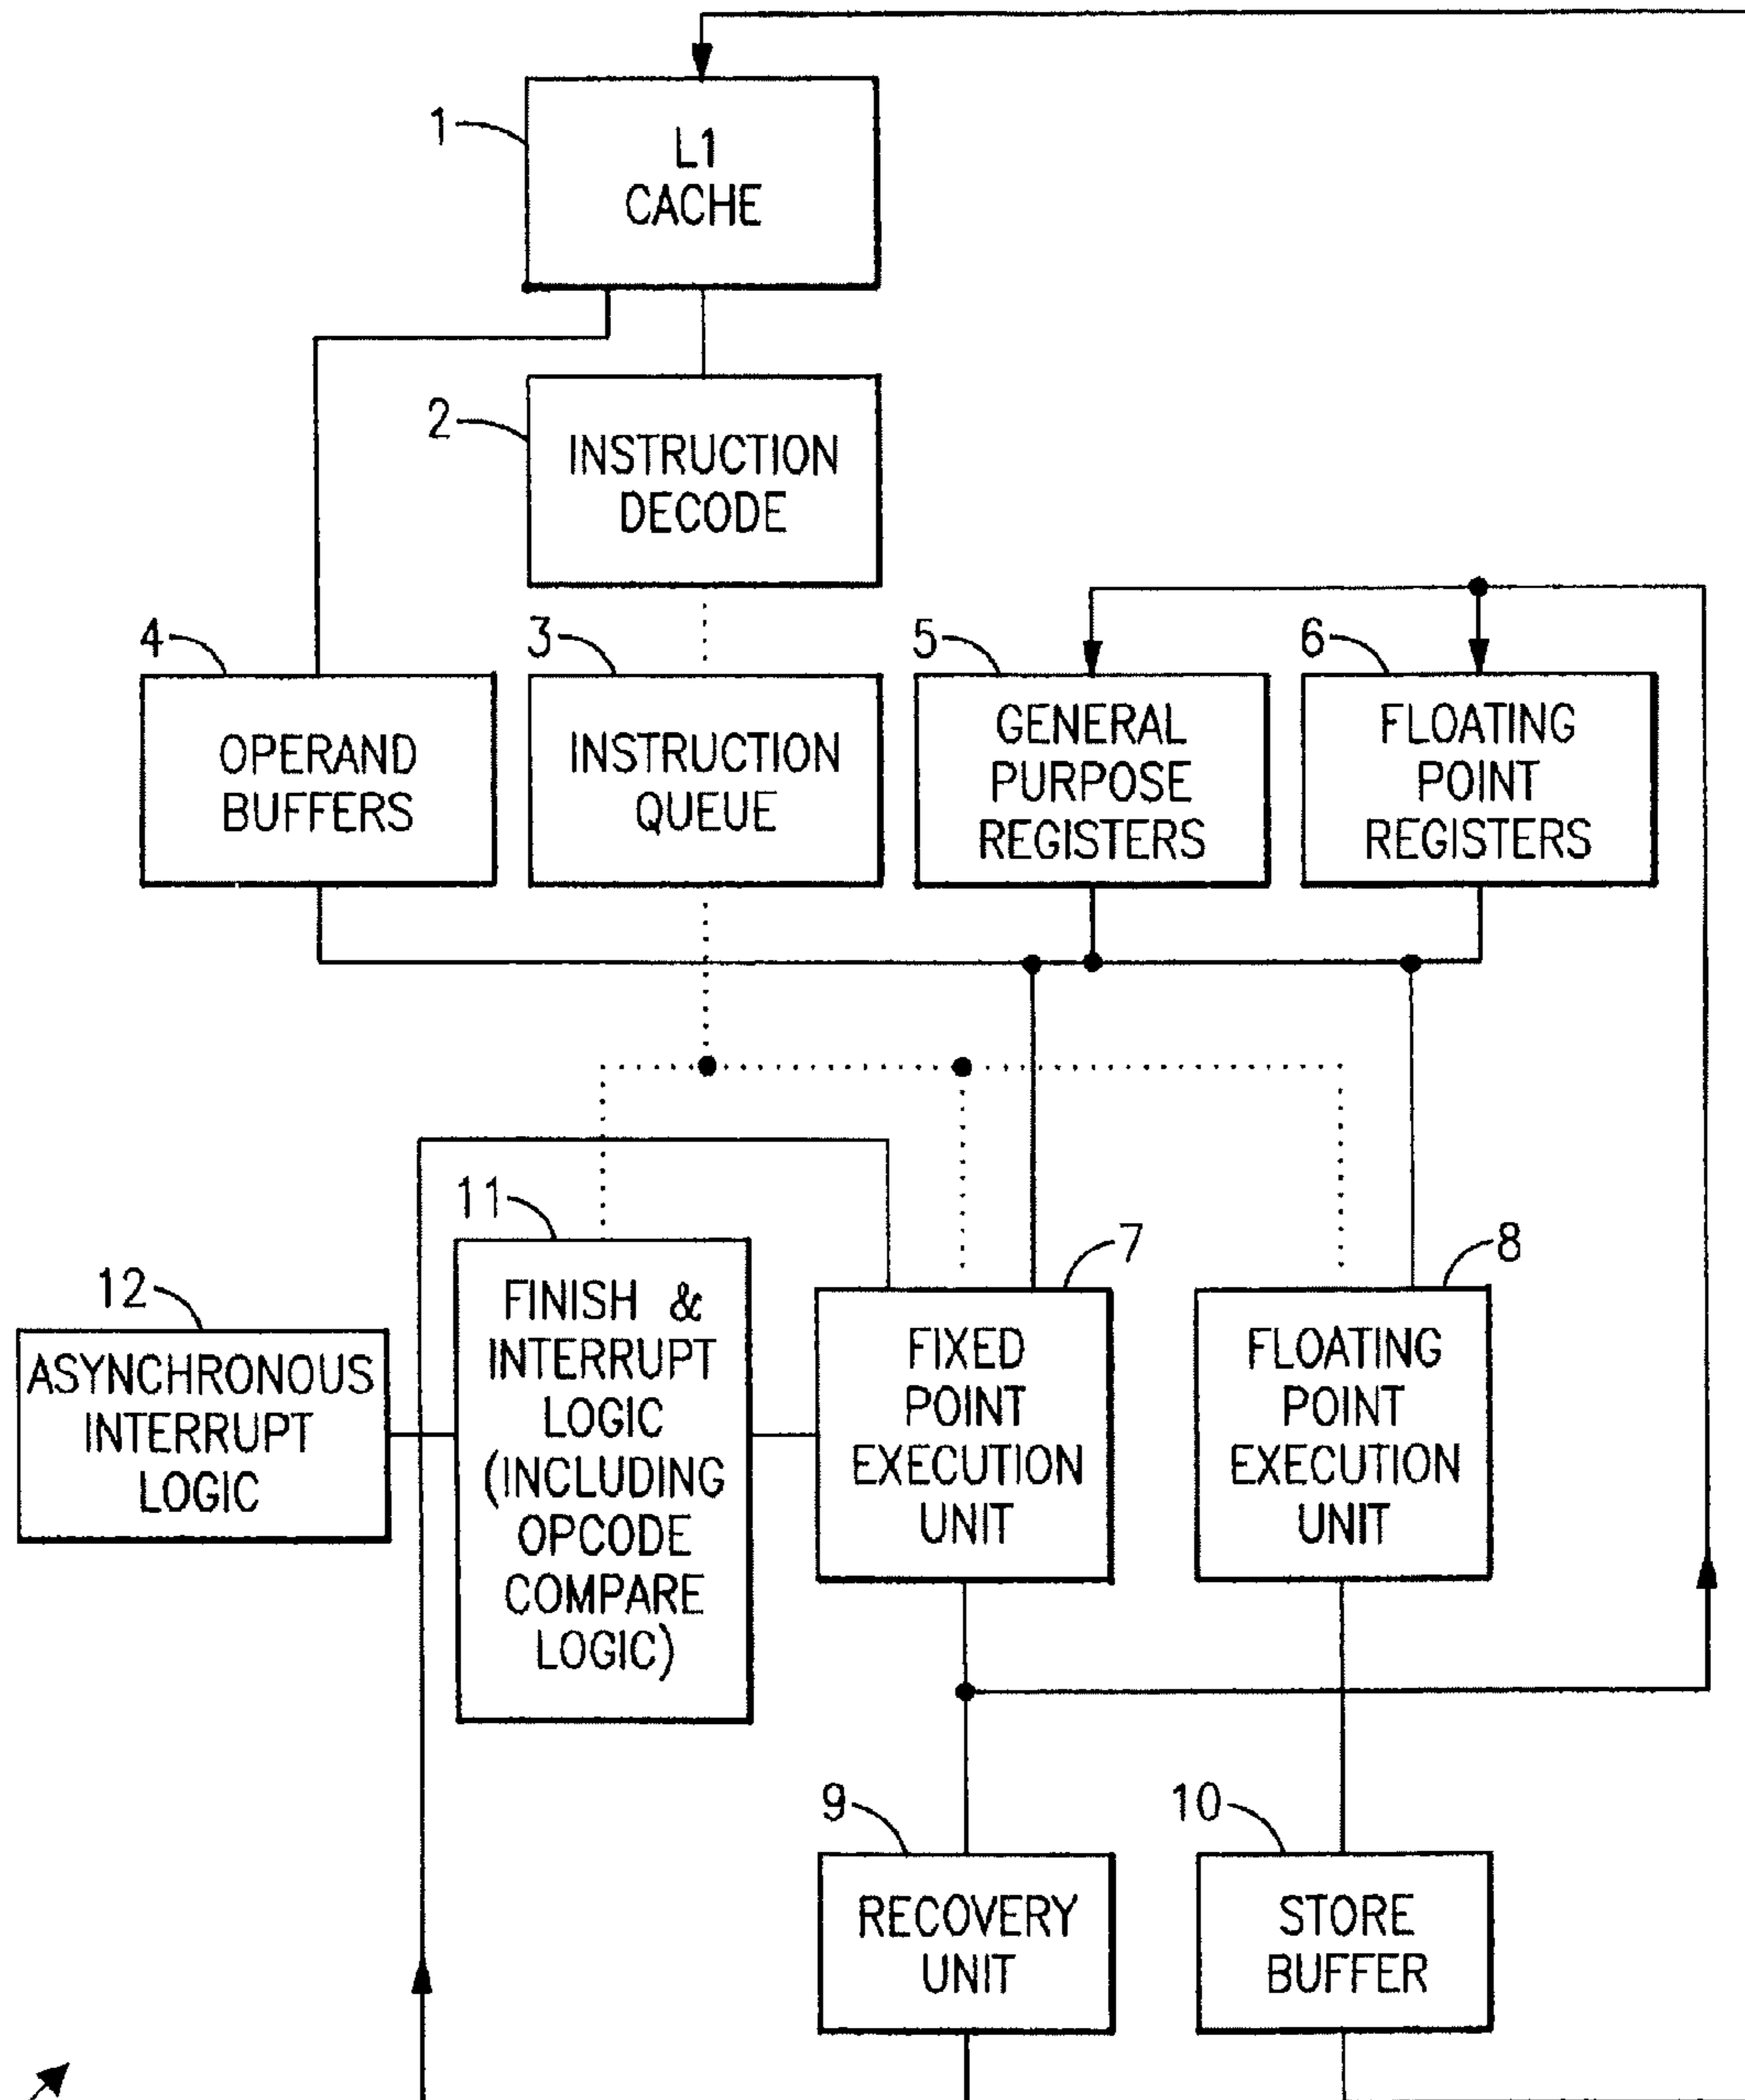 1
L1
CACHE
2
INSTRUCTION
DECODE
4
OPERAND
BUFFERS
3
INSTRUCTION
QUEUE
5
GENERAL
PURPOSE
REGISTERS
6
FLOATING
POINT
REGISTERS
12
ASYNCHRONOUS
INTERRUPT
LOGIC
11
FINISH &
INTERRUPT
LOGIC
(INCLUDING
OPCODE
COMPARE
LOGIC)
7
FIXED
POINT
EXECUTION
UNIT
8
FLOATING
POINT
EXECUTION
UNIT
9
RECOVERY
UNIT
10
STORE
BUFFER